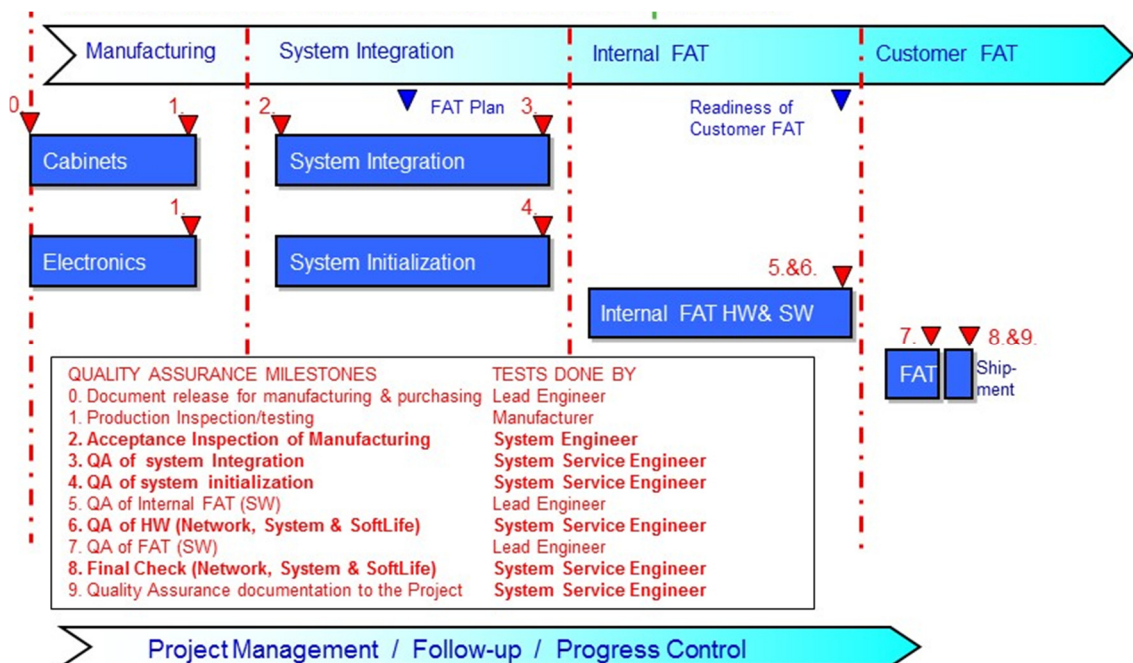 Manufacturing System Integration Internal FAT Customer FAT
0. 1. 2. FAT Plan 3. Readiness of
Customer FAT
Cabinets System Integration
1. 4.
Electronics System Initialization
5.&6.
Internal FAT HW& SW
7. 8.&9.
FAT Ship-
ment
QUALITY ASSURANCE MILESTONES TESTS DONE BY
0. Document release for manufacturing & purchasing Lead Engineer
1. Production Inspection/testing Manufacturer
2. Acceptance Inspection of Manufacturing System Engineer
3. QA of system Integration System Service Engineer
4. QA of system initialization System Service Engineer
5. QA of Internal FAT (SW) Lead Engineer
6. QA of HW (Network, System & SoftLife) System Service Engineer
7. QA of FAT (SW) Lead Engineer
8. Final Check (Network, System & SoftLife) System Service Engineer
9. Quality Assurance documentation to the Project System Service Engineer
Project Management / Follow-up / Progress Control